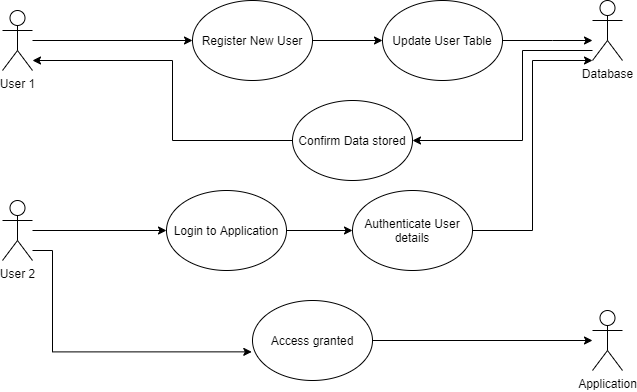 Register New User
Update User Table
Database
User 1
Confirm Data stored
Login to Application
Authenticate User
details
User 2
Access granted
Application